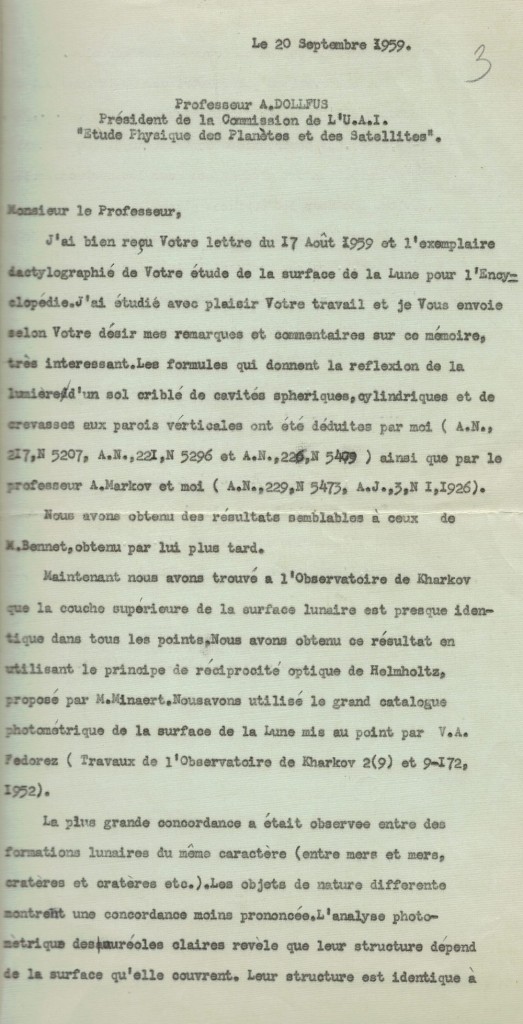 Le 20 Septembre 1959.
3
Professeur A.DOLLFUS
Président de la Commission de L'U.A.I.
"Etude Physique des Planètes et des Satellites".
Monsieur le Professeur,
J'ai bien reçu Votre lettre du 17 Août 1959 et l'exemplaire
dactylographié de Votre étude de la surface de la Lune pour l'Ency-
clopédie.J'ai étudié avec plaisir Votre travail et je Vous envoie
selon Votre désir mes remarques et commentaires sur ce mémoire,
très interessant.Les formules qui donnent la reflexion de la
lumière d'un sol criblé de cavités spheriques,cylindriques et de
crevasses aux parois vérticales ont été déduites par moi ( A.N.,
217,N 5207, A.N.,221,N 5296 et A.N.,226,N ) ainsi que par le
professeur A.Markov et moi ( A.N.,229,N 5473, A.J.,3,N I,1926).
Nous avons obtenu des résultats semblables à ceux de
M.Bennet,obtenu par lui plus tard.
Maintenant nous avons trouvé a l'Observatoire de Kharkov
que la couche supérieure de la surface lunaire est presque iden-
tique dans tous les points.Nous avons obtenu ce résultat en
utilisant le principe de réciprocité optique de Helmholtz,
proposé par M.Minaert.Nousavons utilisé le grand catalogue
photométrique de la surface de la Lune mis au point par V.A.
Fedorez ( Travaux de l'Observatoire de Kharkov 2(9) et 9-172,
1952).
La plus grande concordance a était observee entre des
formations lunaires du même caractère (entre mers et mers,
cratères et cratères etc.).Les objets de nature differente
montrent une concordance moins prononcée.L'analyse photo-
mètrique des auréoles claires revèle que leur structure dépend
de la surface qu'elle couvrent. Leur structure est identique à